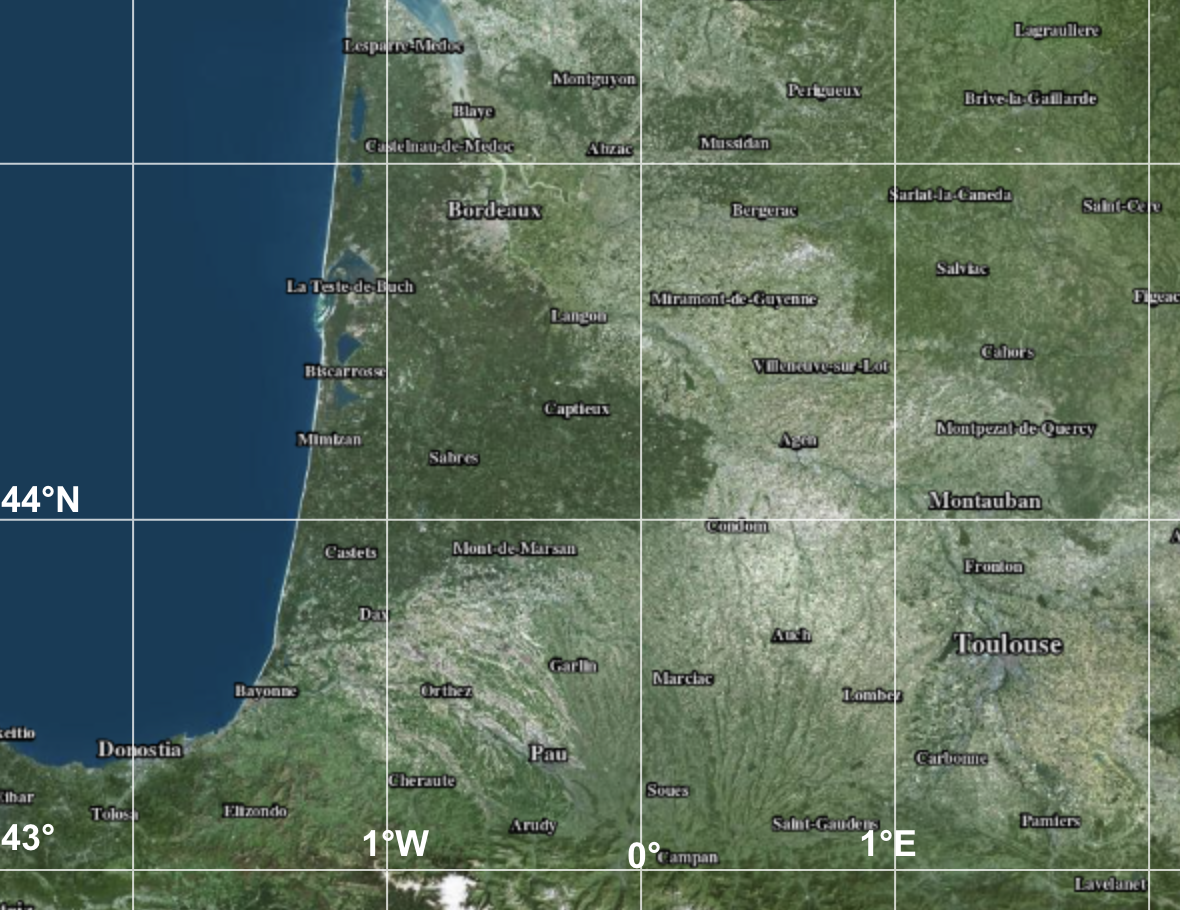 Lagraullere
Lesparre-Medoc
Montguyon
Perigueux
Brive-la-Gaillarde
Blaye
Castelnau-de-Medoc
Abzac
Mussidan
Sarlat-la-Caneda
Saint-Cere
Bordeaux
Bergerac
Salviac
La Teste-de-Buch
Miramont-de-Guyenne
Figeac
Langon
Cahors
Biscarrosse
Villeneuve-sur-Lot
Captieux
Montpezat-de-Quercy
Mimizan
Agen
Sabres
44°N
Montauban
Condom
Castets
Mont-de-Marsan
Fronton
Dax
Auch
Toulouse
Garlin
Marciac
Bayonne
Orthez
Lombez
keitio
Donostia
Pau
Carbonne
Cheraute
Soues
Eibar
Tolosa
Elizondo
Arudy
Saint-Gaudens
Pamiers
43°
1°W
0°
1°E
Campan
Lavelanet